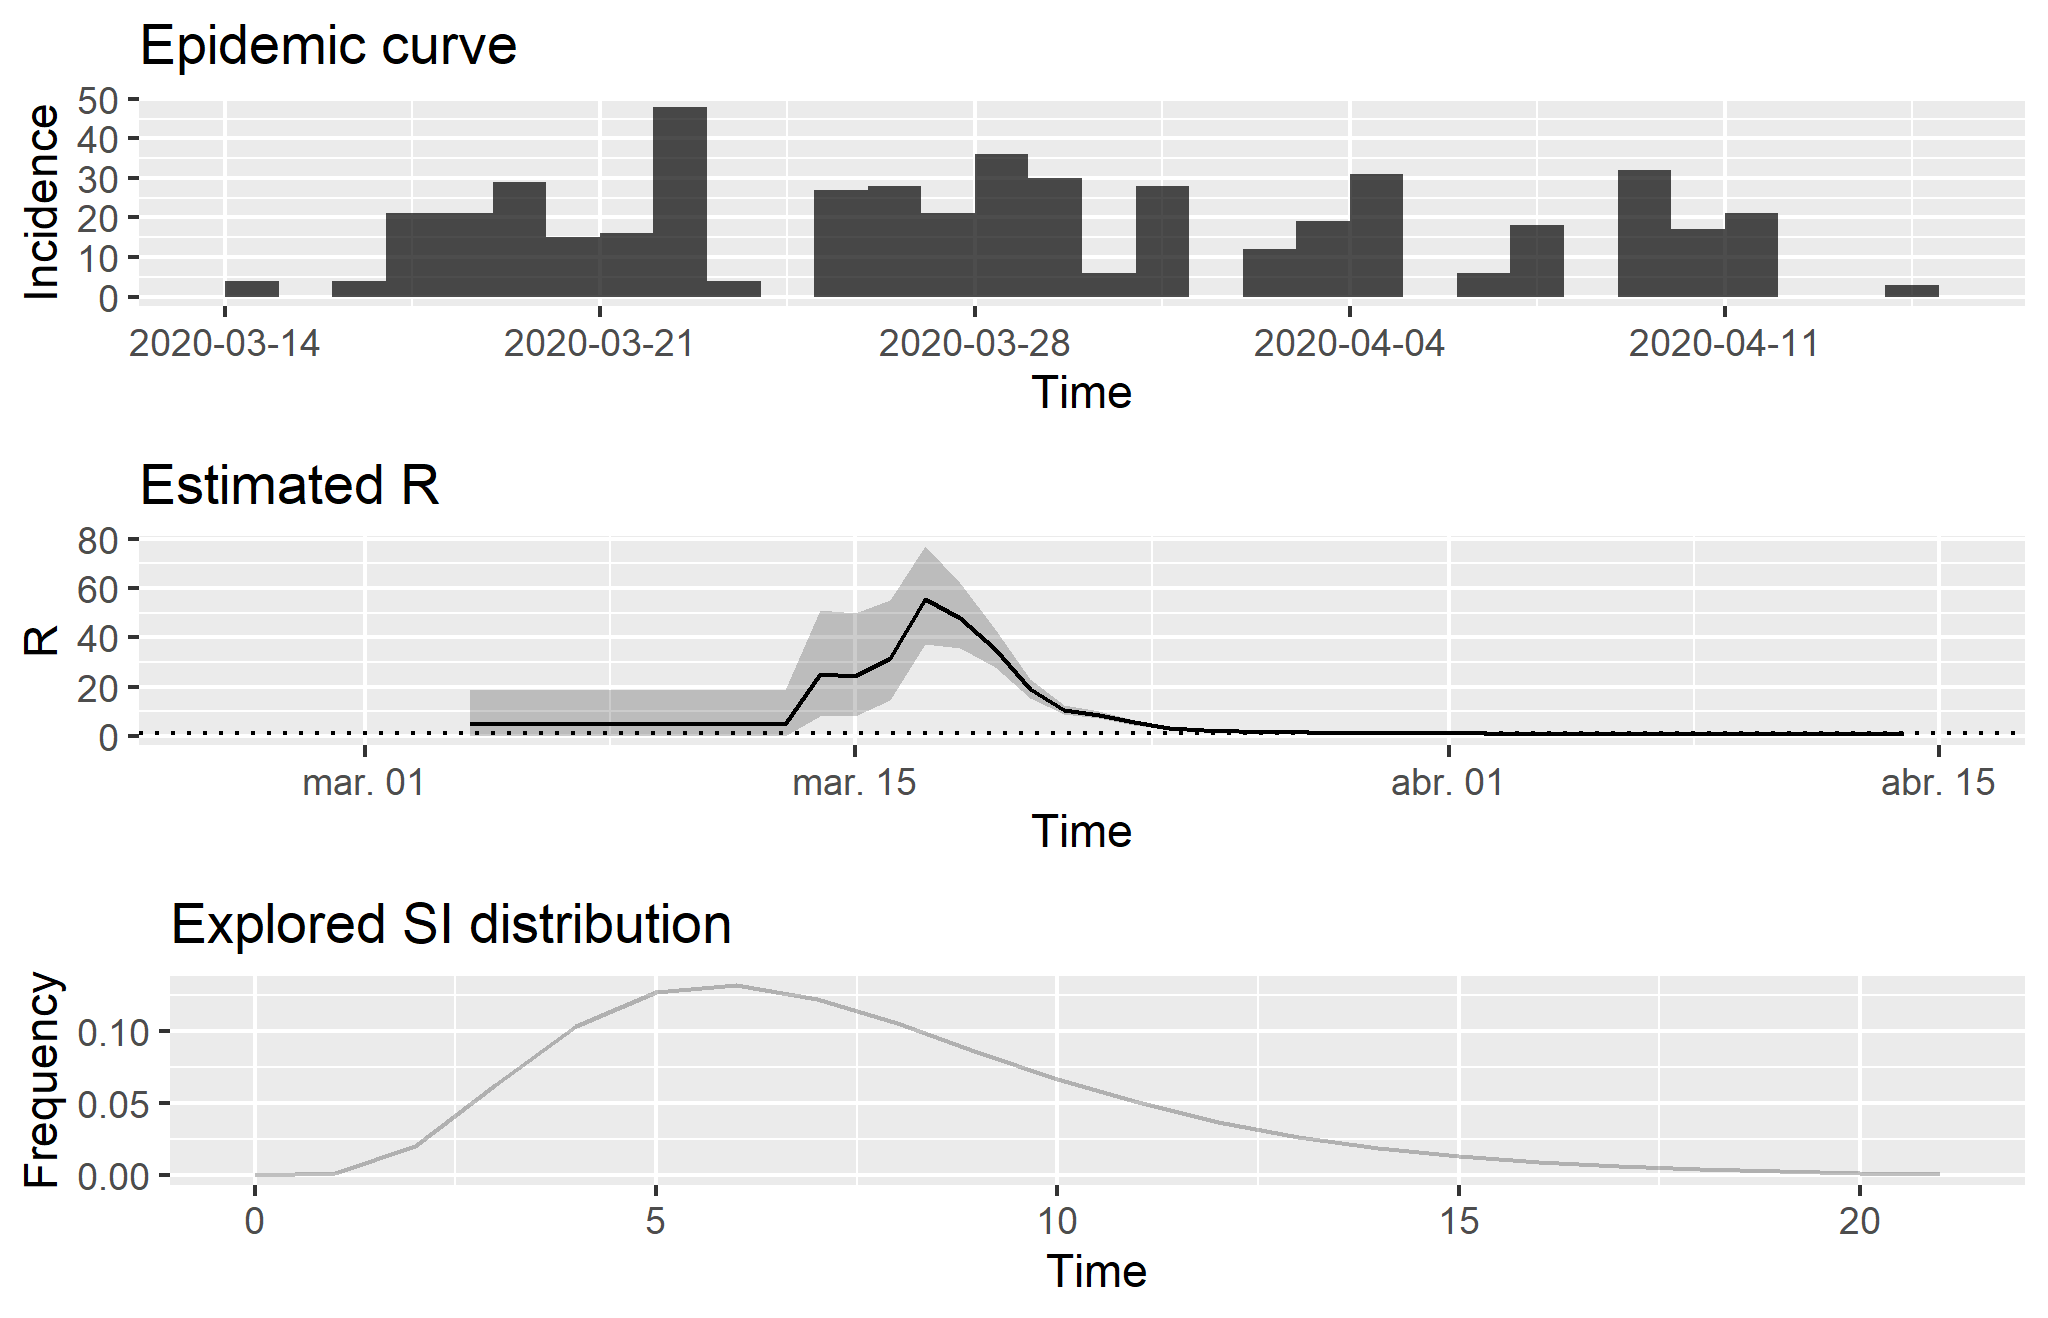 Epidemic curve
Incidence
50
40
30
20
10
0
2020-03-14 2020-03-21 2020-03-28 2020-04-04 2020-04-11
Time
Estimated R
R
80
60
40
20
0
mar. 01 mar. 15 abr. 01 abr. 15
Time
Explored SI distribution
Frequency
0.10
0.05
0.00
0 5 10 15 20
Time